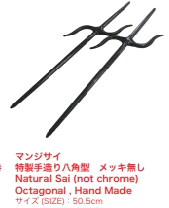 マンジサイ
特製手造り八角型　メッキ無し
Natural Sai (not chrome)
Octagonal , Hand Made
サイズ (SIZE)：50.5cm